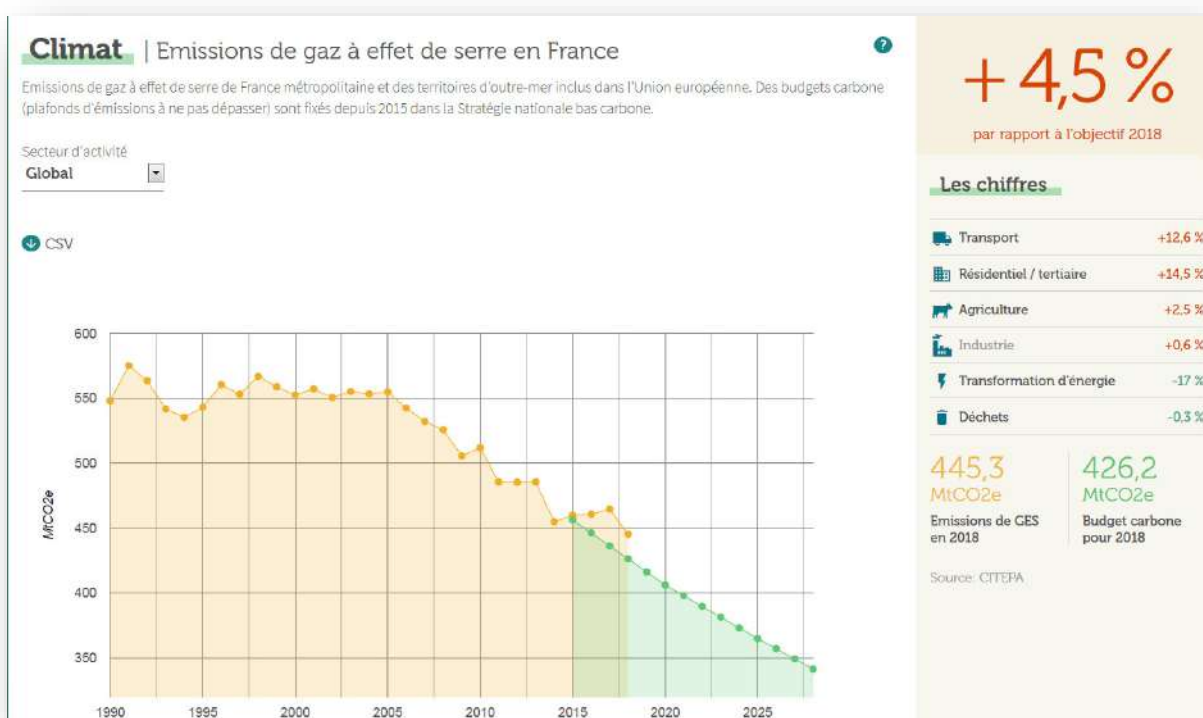 Climat | Emissions de gaz à effet de serre en France
?
Emissions de gaz à effet de serre de France métropolitaine et des territoires d'outre-mer inclus dans l'Union européenne. Des budgets carbone
(plafonds d'émissions à ne pas dépasser) sont fixés depuis 2015 dans la Stratégie nationale bas carbone.
Secteur d'activité
Global
CSV
600
550
500
450
400
350
MtCO2e
1990 1995 2000 2005 2010 2015 2020 2025
+4,5 %
par rapport à l'objectif 2018
Les chiffres
Transport +12,6 %
Résidentiel / tertiaire +14,5 %
Agriculture +2,5 %
Industrie +0,6 %
Transformation d'énergie -17 %
Déchets -0,3 %
445,3
MtCO2e
Emissions de GES
en 2018
426,2
MtCO2e
Budget carbone
pour 2018
Source: CITEPA